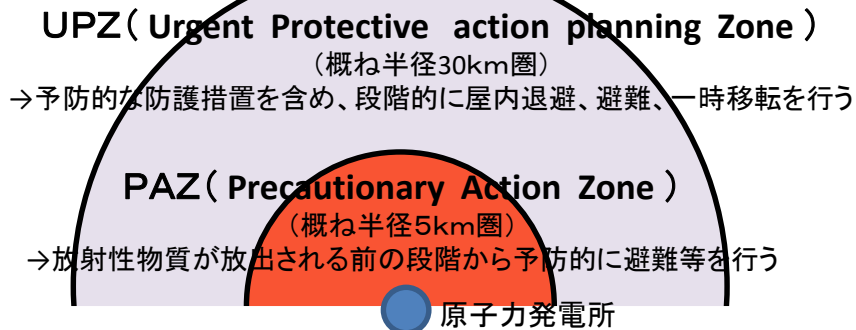 UPZ( Urgent Protective action planning Zone )
（概ね半径30km圏）
→予防的な防護措置を含め、段階的に屋内退避、避難、一時移転を行う
PAZ( Precautionary Action Zone )
（概ね半径5km圏）
→放射性物質が放出される前の段階から予防的に避難等を行う
原子力発電所